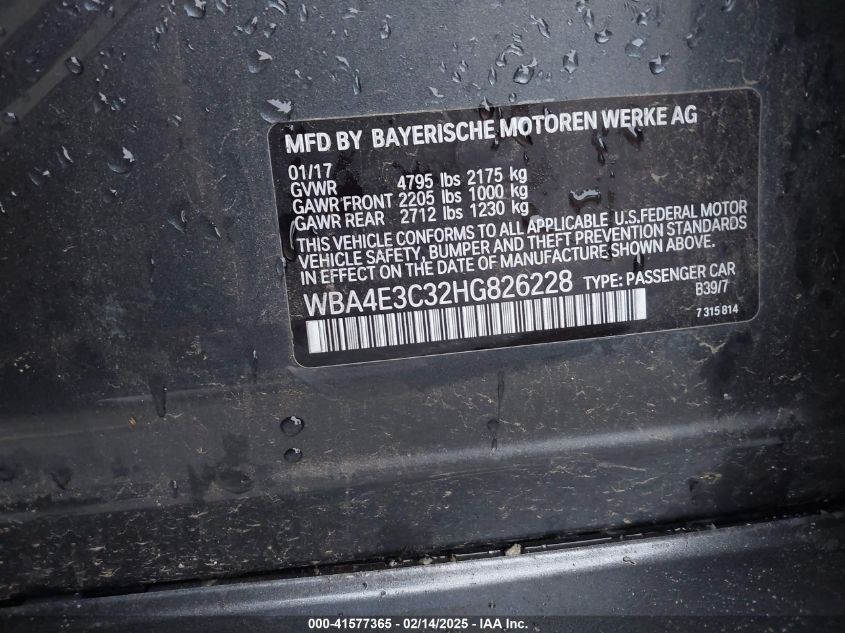 MFD BY BAYERISCHE MOTOREN WERKE AG
01/17
GVWR 4795 lbs 2175 kg
GAWR FRONT 2205 lbs 1000 kg
GAWR REAR 2712 lbs 1230 kg
THIS VEHICLE CONFORMS TO ALL APPLICABLE U.S.FEDERAL MOTOR
VEHICLE SAFETY, BUMPER AND THEFT PREVENTION STANDARDS
IN EFFECT ON THE DATE OF MANUFACTURE SHOWN ABOVE.
WBA4E3C32HG826228 TYPE: PASSENGER CAR
B39/7
7 315 814
000-41577365 - 02/14/2025 - IAA Inc.